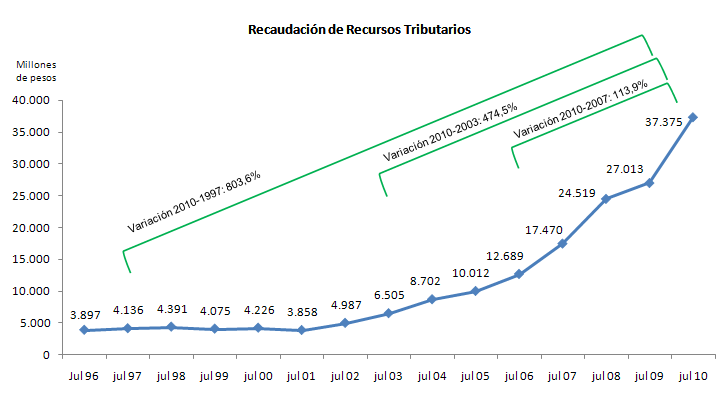 Recaudación de Recursos Tributarios
Millones
de pesos
40.000
35.000
30.000
25.000
20.000
15.000
10.000
5.000
0
Variación 2010-1997: 803,6%
Variación 2010-2003: 474,5%
Variación 2010-2007: 113,9%
3.897
4.136
4.391
4.075
4.226
3.858
4.987
6.505
8.702
10.012
12.689
17.470
24.519
27.013
37.375
Jul 96
jul 97
jul 98
jul 99
jul 00
jul 01
jul 02
jul 03
jul 04
jul 05
jul 06
jul 07
jul 08
jul 09
jul 10